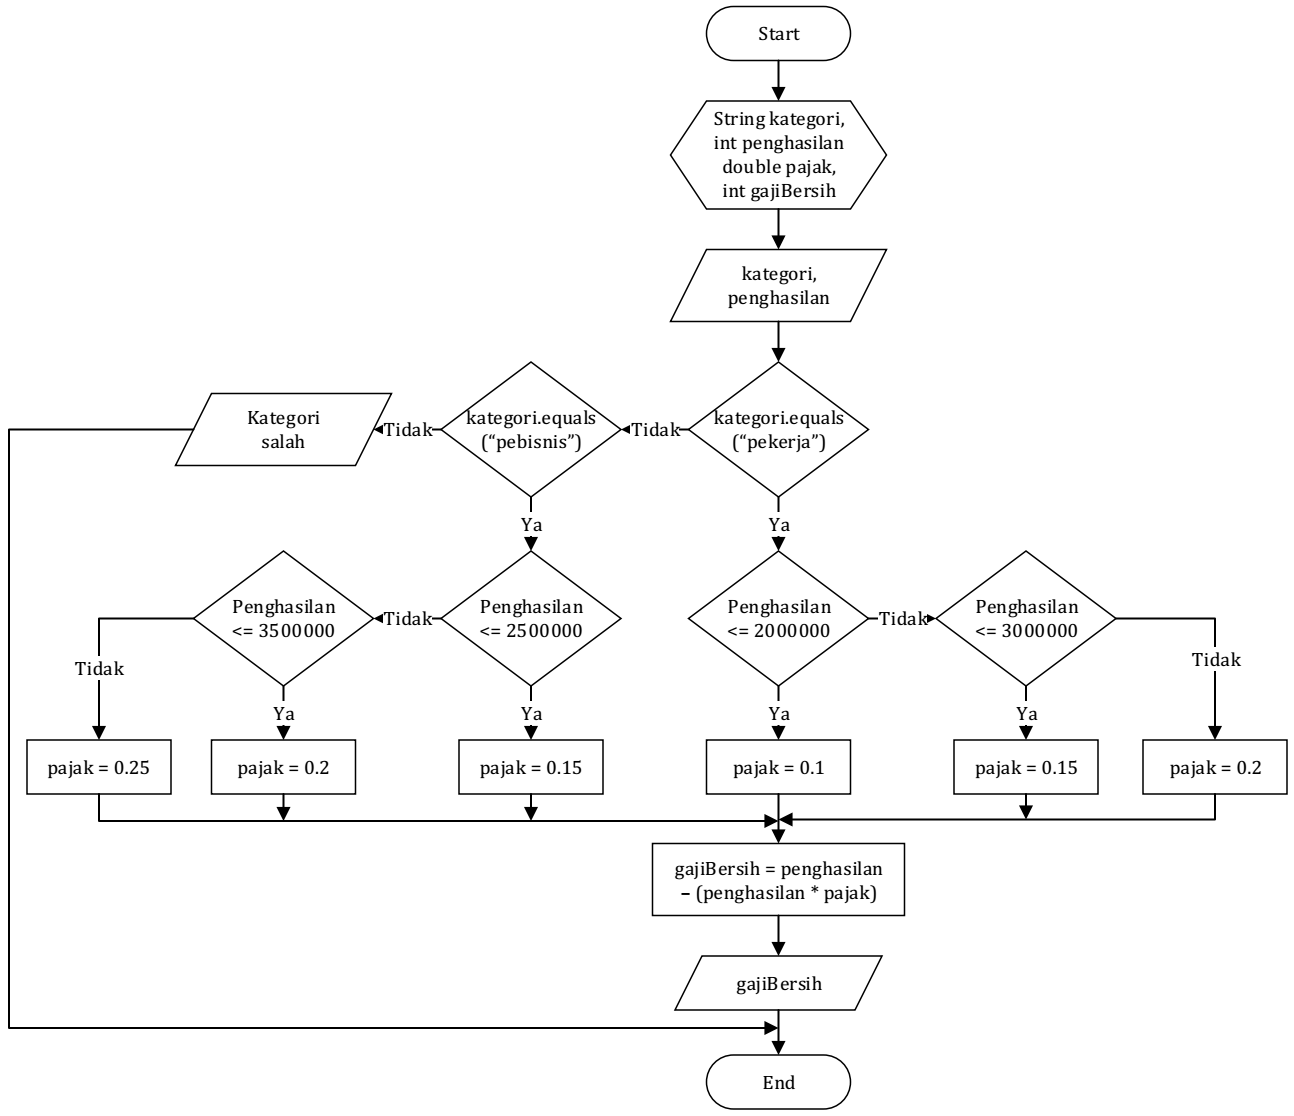 Start
String kategori,
int penghasilan
double pajak,
int gajiBersih
kategori,
penghasilan
Kategori
salah
Tidak
kategori.equals
(“pebisnis”)
Tidak
kategori.equals
(“pekerja”)
Ya
Ya
Penghasilan
<= 3500000
Tidak
Penghasilan
<= 2500000
Penghasilan
<= 2000000
Tidak
Penghasilan
<= 3000000
Tidak
Tidak
Ya
Ya
Ya
Ya
pajak = 0.25
pajak = 0.2
pajak = 0.15
pajak = 0.1
pajak = 0.15
pajak = 0.2
gajiBersih = penghasilan
– (penghasilan * pajak)
gajiBersih
End